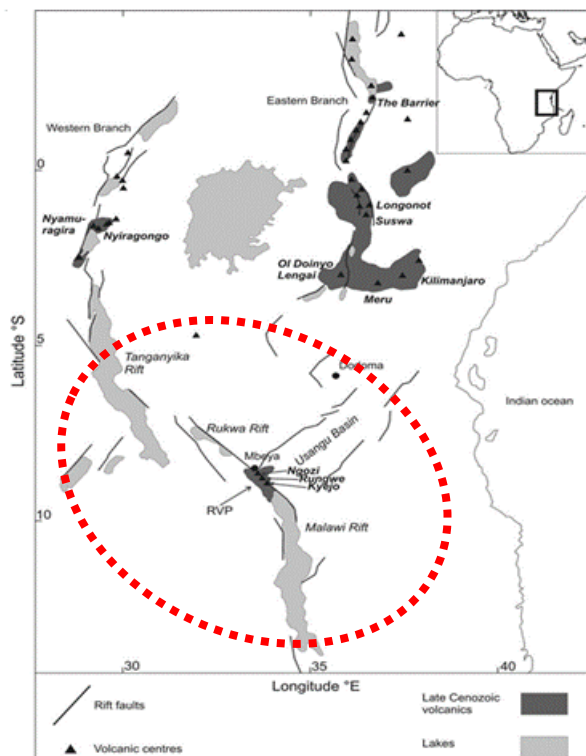 Eastern Branch
The Barrier
Western Branch
0
Nyamu-
ragira
Nyiragongo
Longonot
Suswa
Ol Doinyo
Lengai
Kilimanjaro
Meru
Latitude °S
5
Tanganyika
Rift
Dodoma
Indian ocean
Rukwa Rift
Usangu Basin
Mbeya
Ngozi
Rungwe
Kyejo
RVP
10
Malawi Rift
30
35
40
Longitude °E
Rift faults
Late Cenozoic
volcanics
Volcanic centres
Lakes